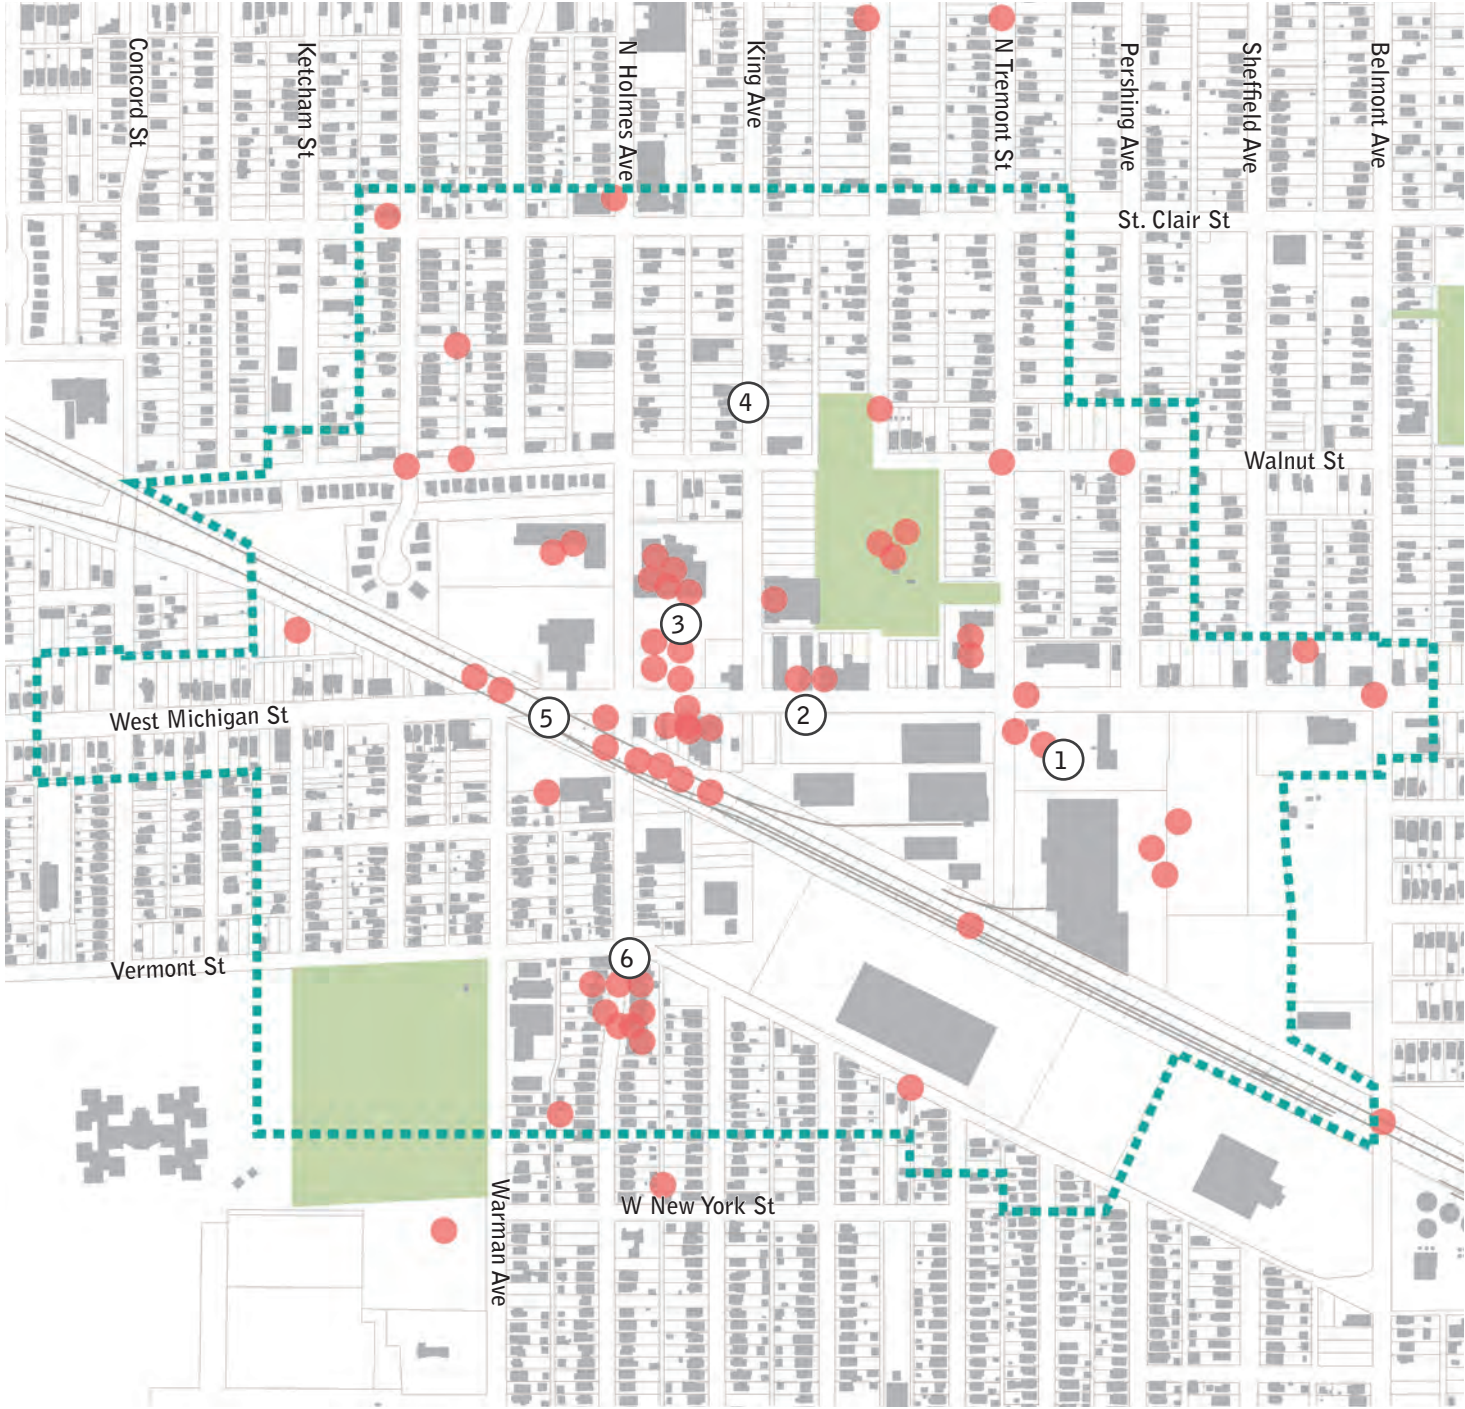 Concord St
Ketcham St
N Holmes Ave
King Ave
N Tremont St
Pershing Ave
Sheffield Ave
Belmont Ave
St. Clair St
4
Walnut St
3
5
West Michigan St
2
1
6
Vermont St
Warman Ave
W New York St